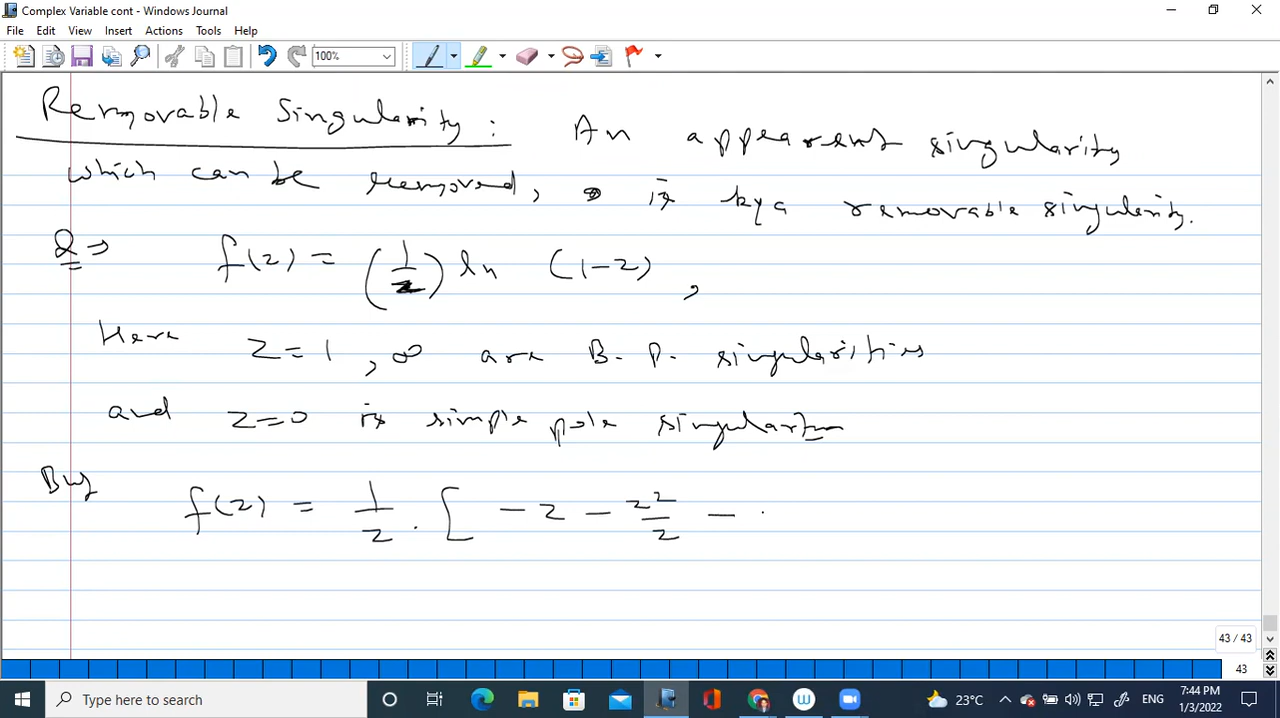 Complex Variable cont - Windows Journal
File Edit View Insert Actions Tools Help
100%
Removable Singularity: An appearent singularity
which can be removed, is kya removable singularity.
Q ⇒ f(z) = (1/z) ln (1-z),
Here z=1, ∞ are B.P. singularities
and z=0 is simple pole singularity
But f(z) = 1/z . [ -z - z²/2 - .
43 / 43
43
Type here to search
23°C
ENG
7:44 PM
1/3/2022